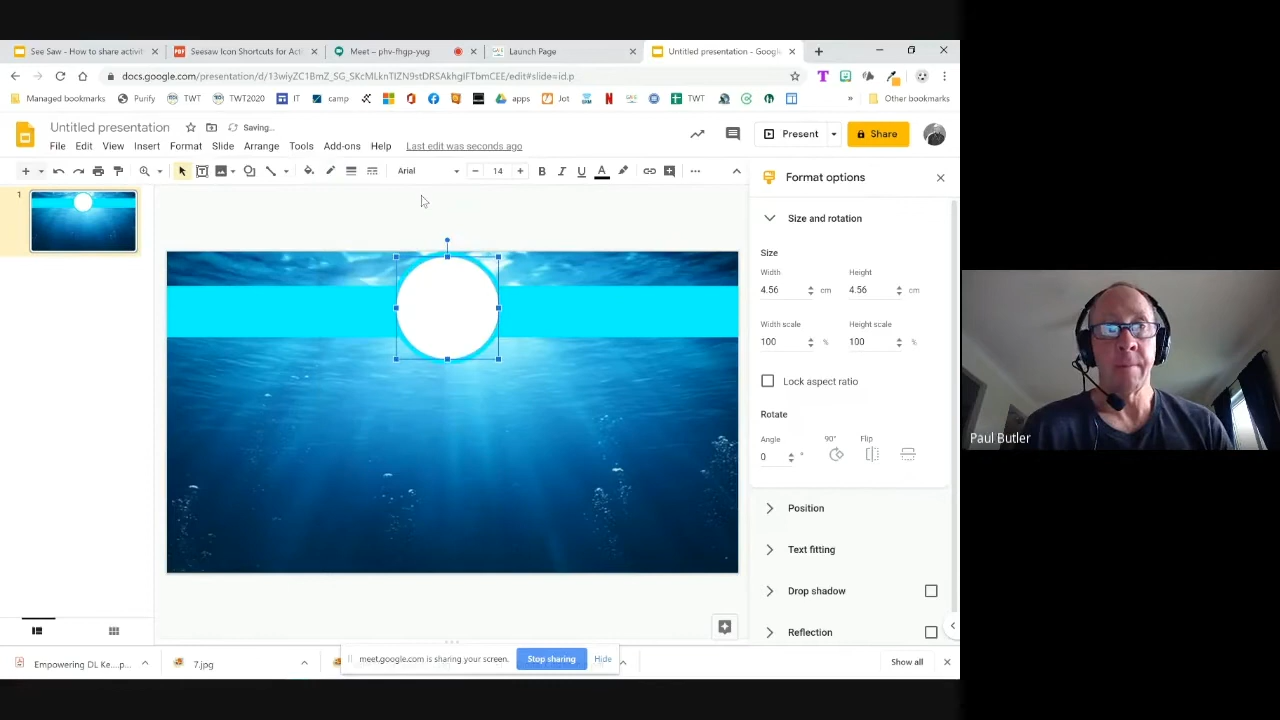 See Saw - How to share activit
Seesaw Icon Shortcuts for Act
Meet – phv-fhgp-yug
Launch Page
Untitled presentation - Google
docs.google.com/presentation/d/13wiyZC1BmZ_SG_SKcMLknTIZN9stDRSAkhgIFTbmCEE/edit#slide=id.p
Managed bookmarks
Purify
TWT
TWT2020
IT
camp
apps
Jot
TWT
»
Other bookmarks
Untitled presentation
Saving...
Present
Share
File Edit View Insert Format Slide Arrange Tools Add-ons Help Last edit was seconds ago
Arial
14
B I U A
Format options
1
Size and rotation
Size
Width
Height
4.56 cm
4.56 cm
Width scale
Height scale
100 %
100 %
Lock aspect ratio
Rotate
Angle
90°
Flip
0 °
Position
Text fitting
Drop shadow
Reflection
Paul Butler
Empowering DL Ke....p...
7.jpg
meet.google.com is sharing your screen.
Stop sharing
Hide
Show all